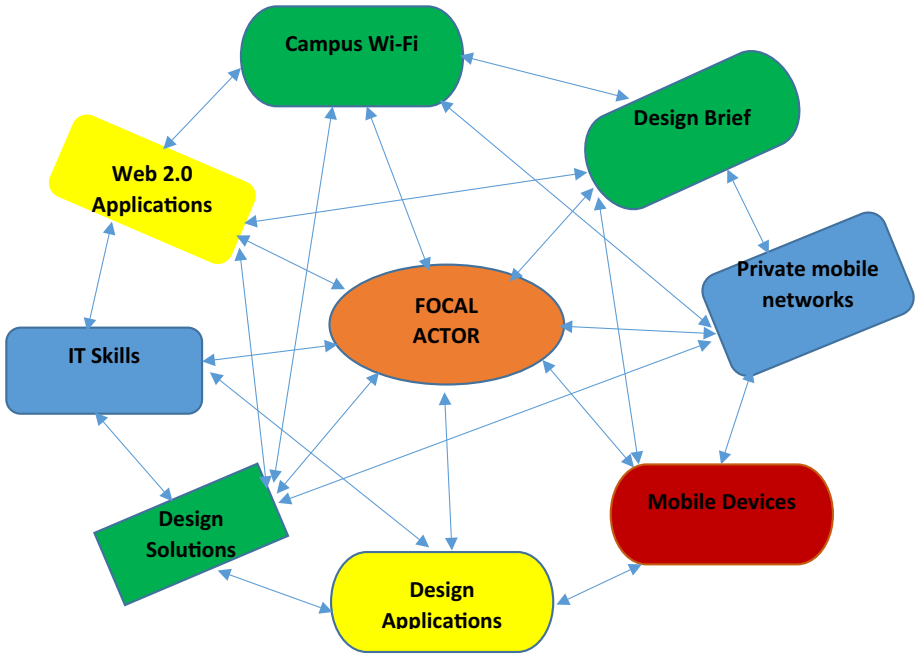 Campus Wi-Fi
Design Brief
Web 2.0
Applications
Private mobile
networks
FOCAL
ACTOR
IT Skills
Mobile Devices
Design
Solutions
Design
Applications